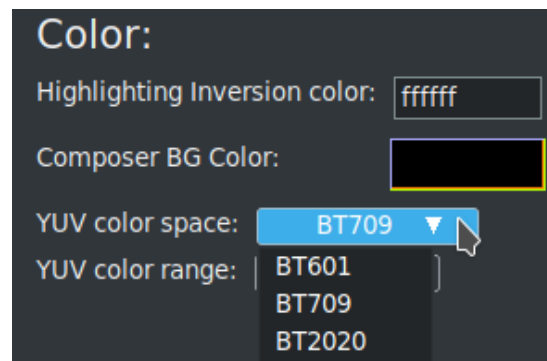 Color:
Highlighting Inversion color: ffffff
Composer BG Color:
YUV color space: BT709
YUV color range:
BT601
BT709
BT2020